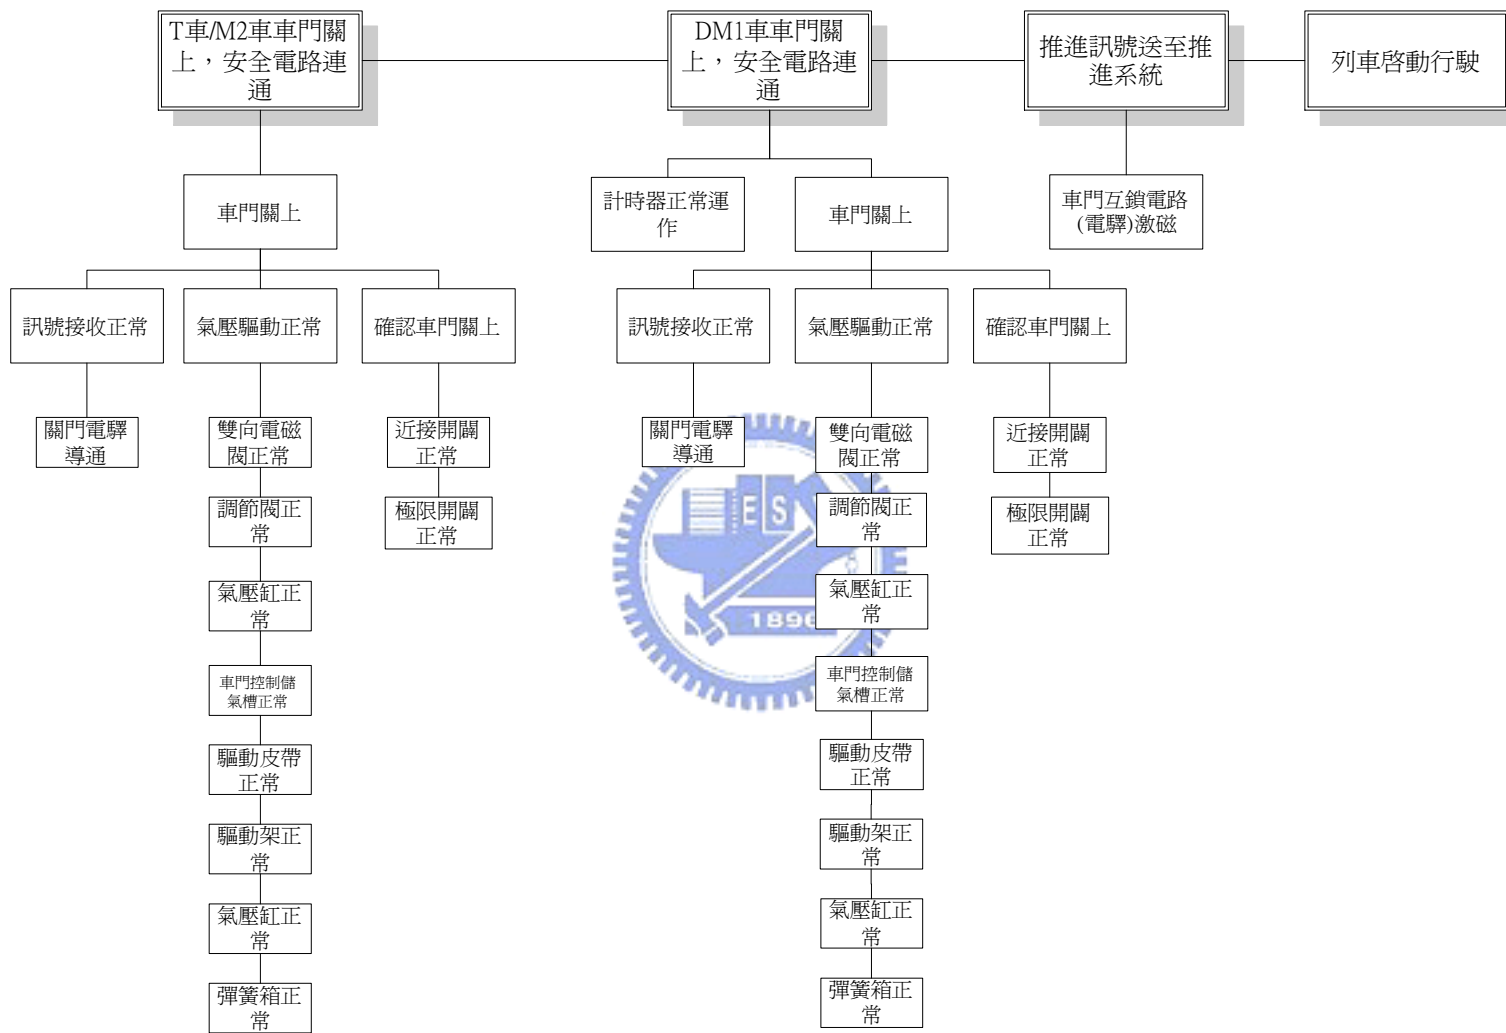 T車/M2車車門關
上，安全電路連
通
DM1車車門關
上，安全電路連
通
推進訊號送至推
進系統
列車啓動行駛
車門關上
計時器正常運
作
車門關上
車門互鎖電路
(電驛)激磁
訊號接收正常
氣壓驅動正常
確認車門關上
訊號接收正常
氣壓驅動正常
確認車門關上
關門電驛
導通
雙向電磁
閥正常
近接開關
正常
關門電驛
導通
雙向電磁
閥正常
近接開關
正常
調節閥正
常
極限開關
正常
調節閥正
常
極限開關
正常
E S
氣壓缸正
常
氣壓缸正
常
1896
車門控制儲
氣槽正常
車門控制儲
氣槽正常
驅動皮帶
正常
驅動皮帶
正常
驅動架正
常
驅動架正
常
氣壓缸正
常
氣壓缸正
常
彈簧箱正
常
彈簧箱正
常